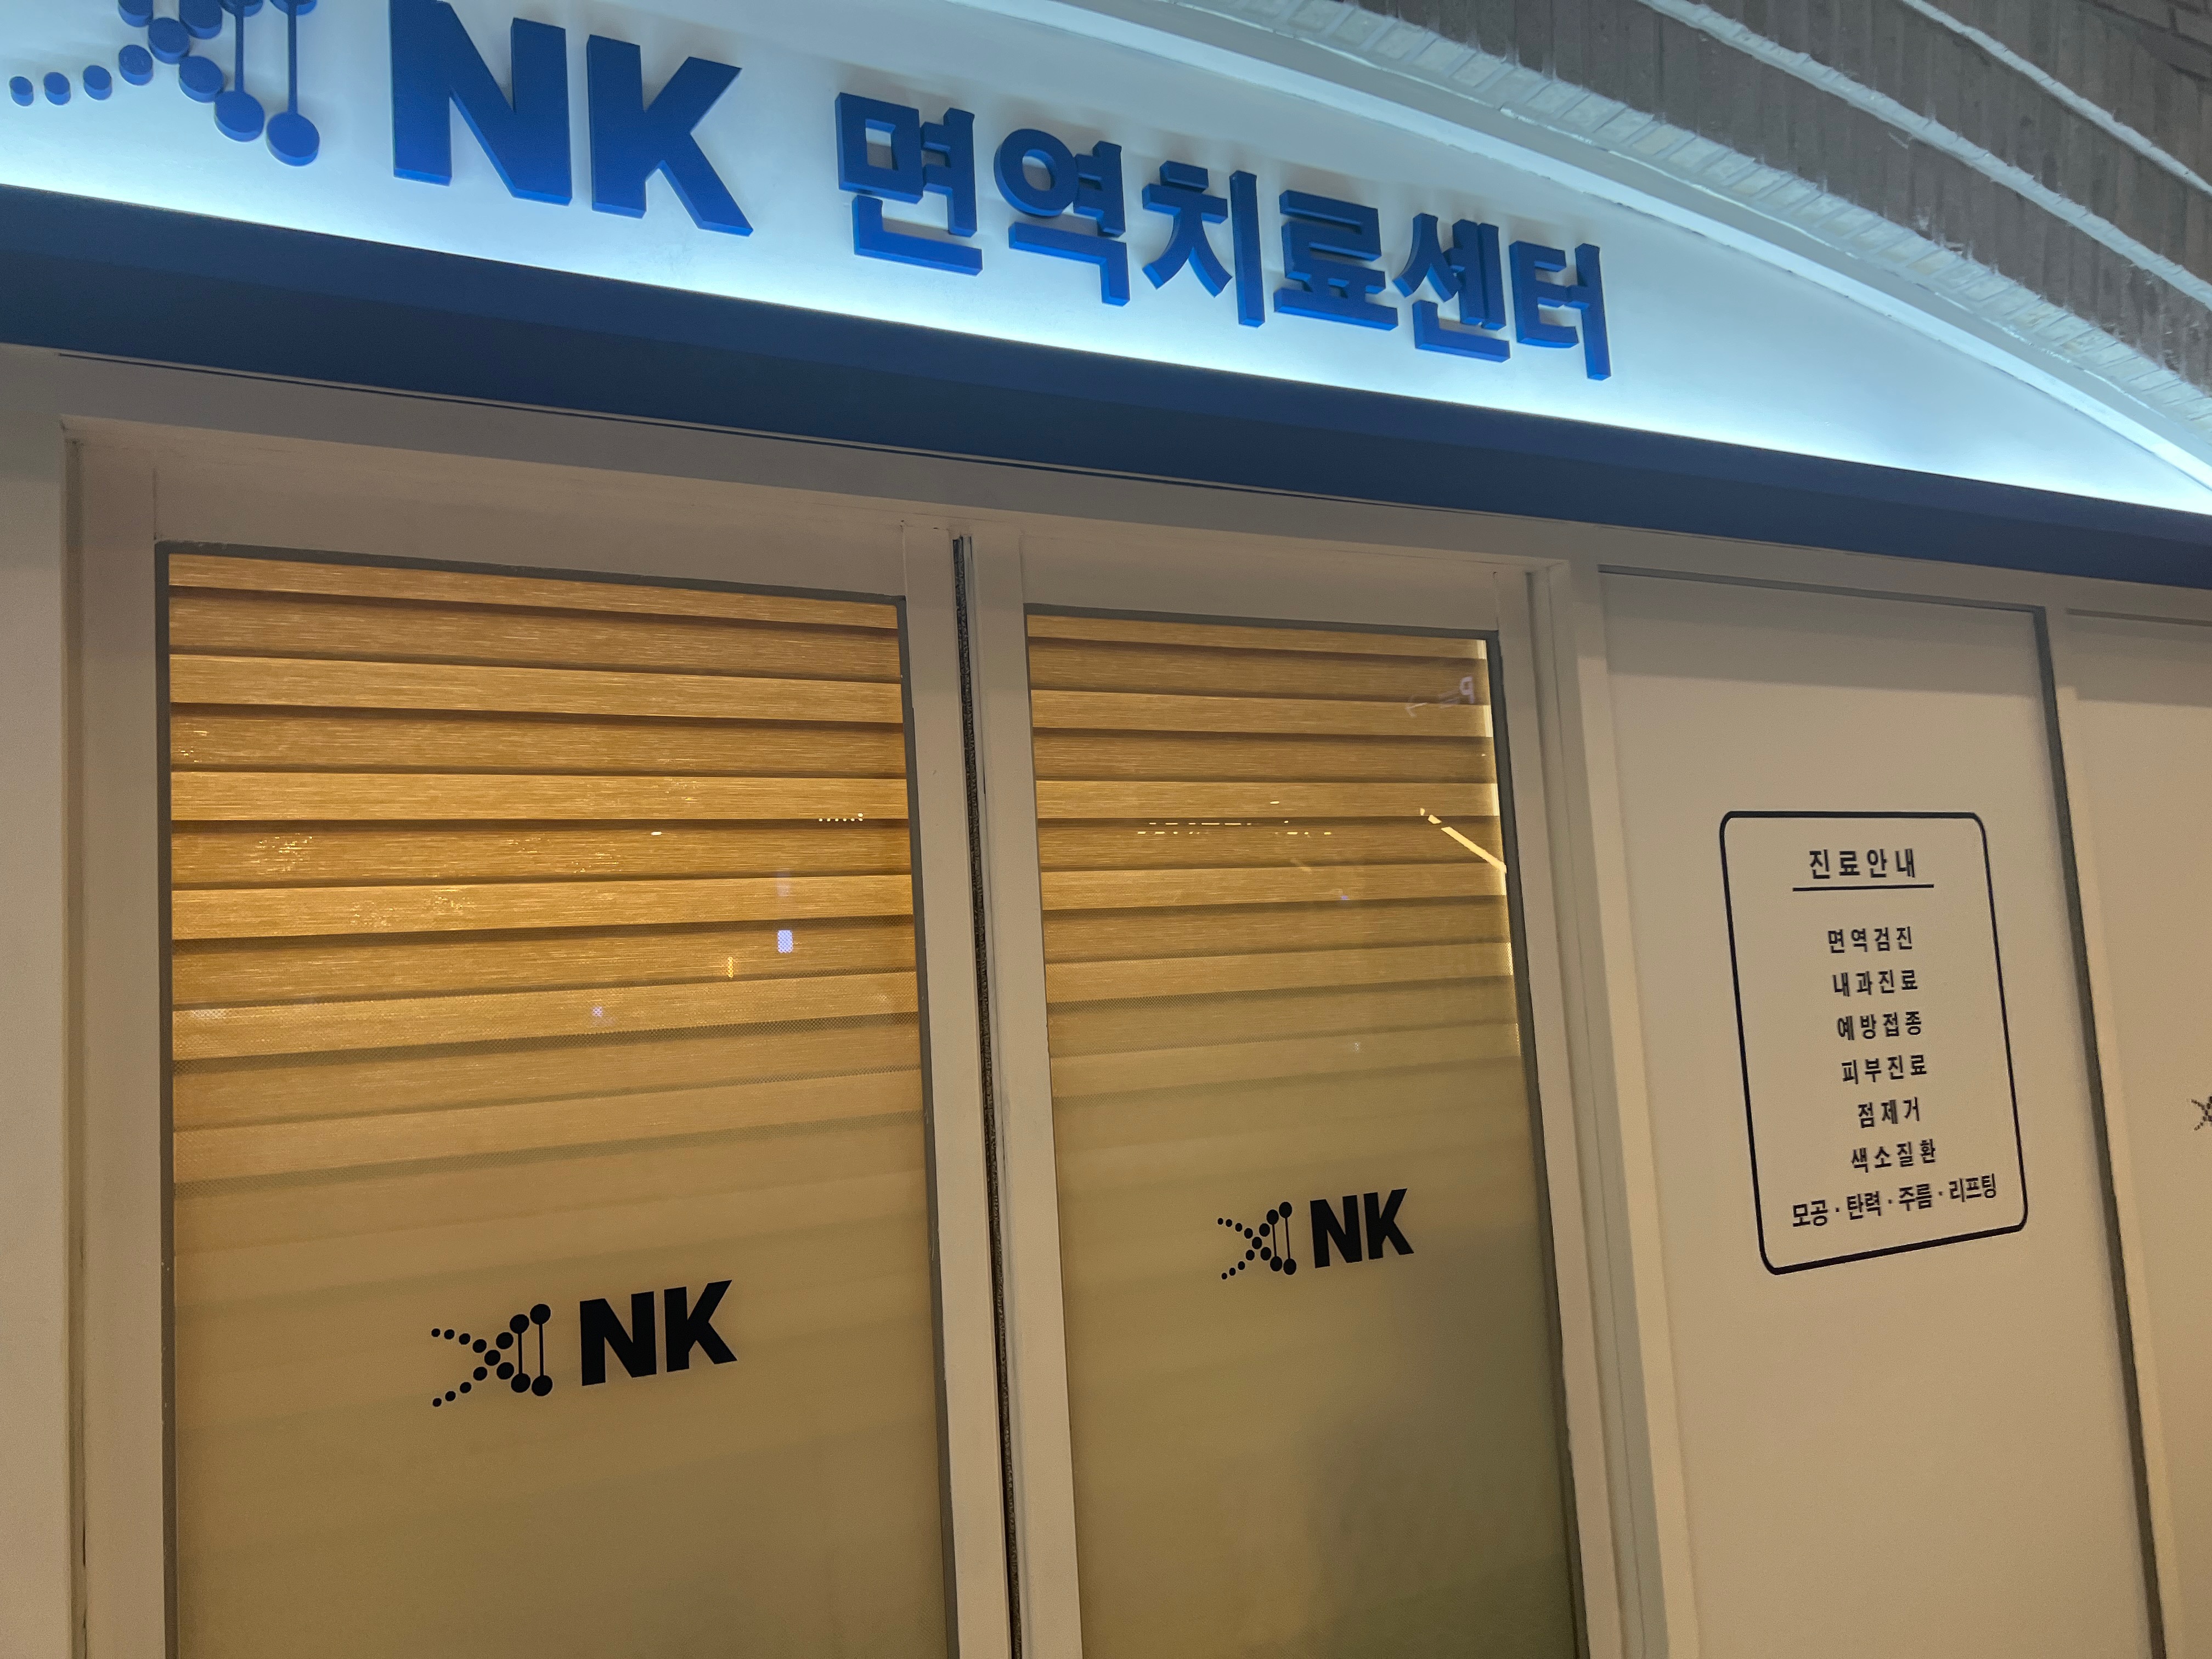 NK 면역치료센터
NK
NK
진료안내
면역검진
내과진료
예방접종
피부진료
점제거
색소질환
모공·탄력·주름·리프팅